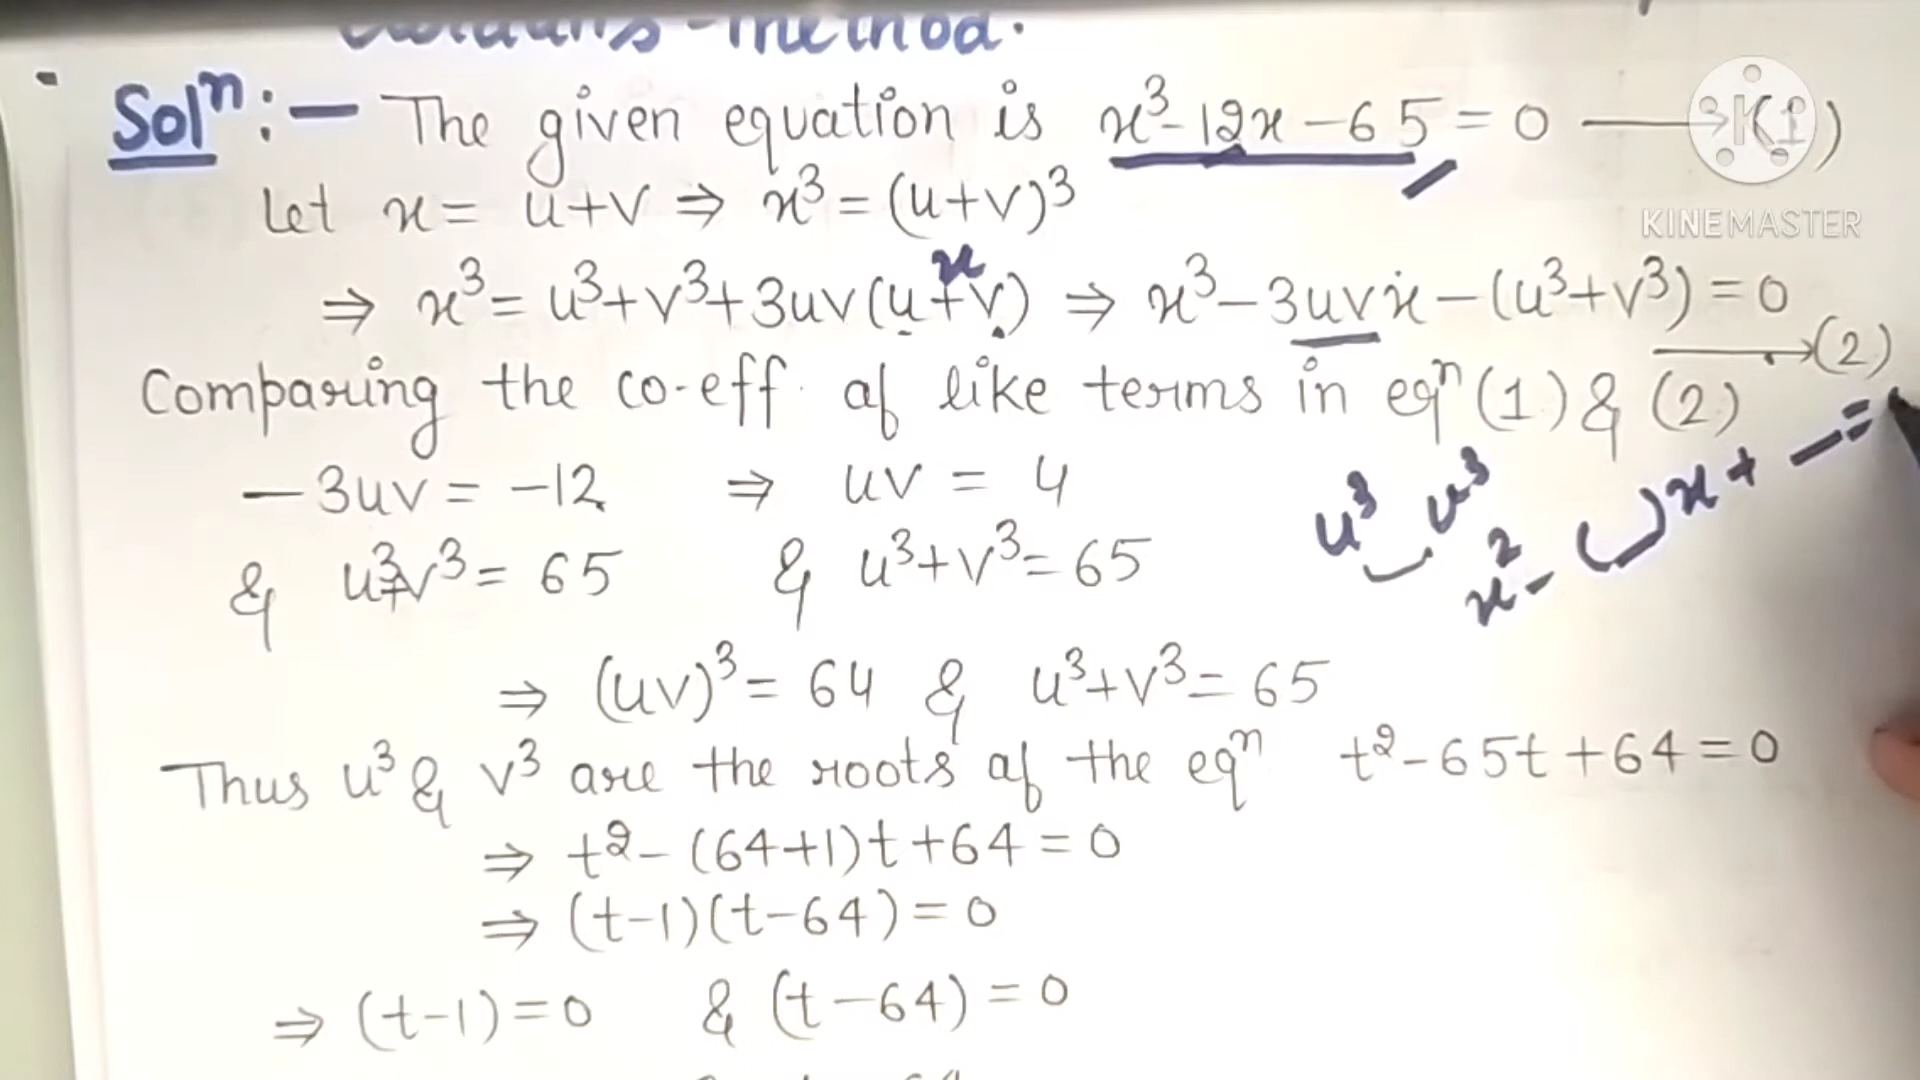 method.
Solⁿ:- The given equation is x³-12x-65=0 → (1)
KINEMASTER
Let x= u+v ⇒ x³=(u+v)³
x
⇒ x³= u³+v³+3uv(u+v) ⇒ x³-3uvx-(u³+v³)=0
→(2)
Comparing the co-eff. of like terms in eqⁿ (1) & (2)
-3uv = -12 ⇒ uv = 4
u³ v³
x² - ( )x + - =
& u³+v³= 65 & u³+v³=65
⇒ (uv)³= 64 & u³+v³= 65
Thus u³ & v³ are the roots of the eqⁿ t²-65t+64=0
⇒ t²-(64+1)t+64=0
⇒ (t-1)(t-64)=0
⇒ (t-1)=0 & (t-64)=0